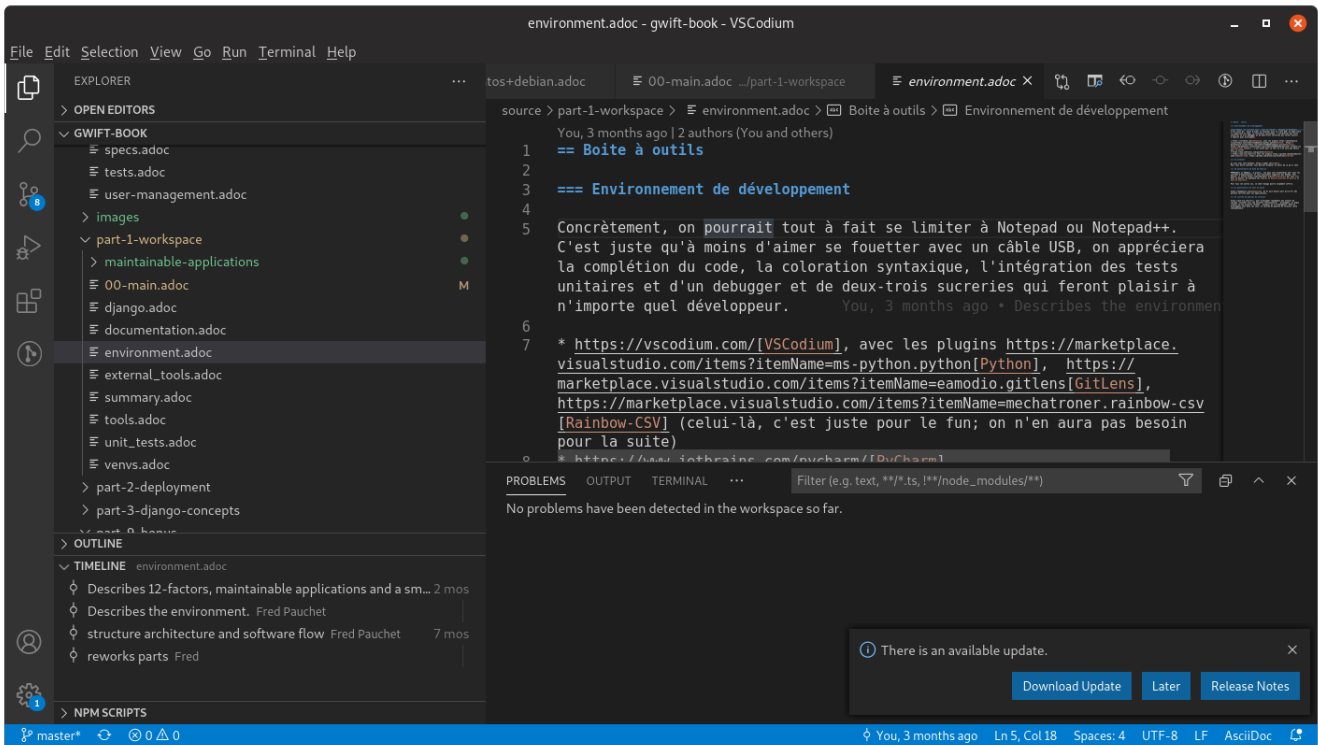 environment.adoc - gwift-book - VSCodium
File Edit Selection View Go Run Terminal Help
EXPLORER
OPEN EDITORS
GWIFT-BOOK
specs.adoc
tests.adoc
user-management.adoc
images
part-1-workspace
maintainable-applications
00-main.adoc M
django.adoc
documentation.adoc
environment.adoc
external_tools.adoc
summary.adoc
tools.adoc
unit_tests.adoc
venvs.adoc
part-2-deployment
part-3-django-concepts
part-9-bonus
OUTLINE
TIMELINE environment.adoc
Describes 12-factors, maintainable applications and a sm... 2 mos
Describes the environment. Fred Pauchet
structure architecture and software flow Fred Pauchet 7 mos
reworks parts Fred
NPM SCRIPTS
8
1
tos+debian.adoc 00-main.adoc .../part-1-workspace environment.adoc
source > part-1-workspace > environment.adoc > Boite à outils > Environnement de développement
You, 3 months ago | 2 authors (You and others)
1 == Boite à outils
2
3 === Environnement de développement
4
5 Concrètement, on pourrait tout à fait se limiter à Notepad ou Notepad++.
C'est juste qu'à moins d'aimer se fouetter avec un câble USB, on appréciera
la complétion du code, la coloration syntaxique, l'intégration des tests
unitaires et d'un debugger et de deux-trois sucreries qui feront plaisir à
n'importe quel développeur. You, 3 months ago • Describes the environmen
6
7 * https://vscodium.com/[VSCodium], avec les plugins https://marketplace.
visualstudio.com/items?itemName=ms-python.python[Python], https://
marketplace.visualstudio.com/items?itemName=eamodio.gitlens[GitLens],
https://marketplace.visualstudio.com/items?itemName=mechatroner.rainbow-csv
[Rainbow-CSV] (celui-là, c'est juste pour le fun; on n'en aura pas besoin
pour la suite)
8 * https://www.jetbrains.com/pycharm/[PyCharm]
PROBLEMS OUTPUT TERMINAL ... Filter (e.g. text, **/*.ts, !**/node_modules/**)
No problems have been detected in the workspace so far.
There is an available update.
Download Update Later Release Notes
master* 0 0 You, 3 months ago Ln 5, Col 18 Spaces: 4 UTF-8 LF AsciiDoc